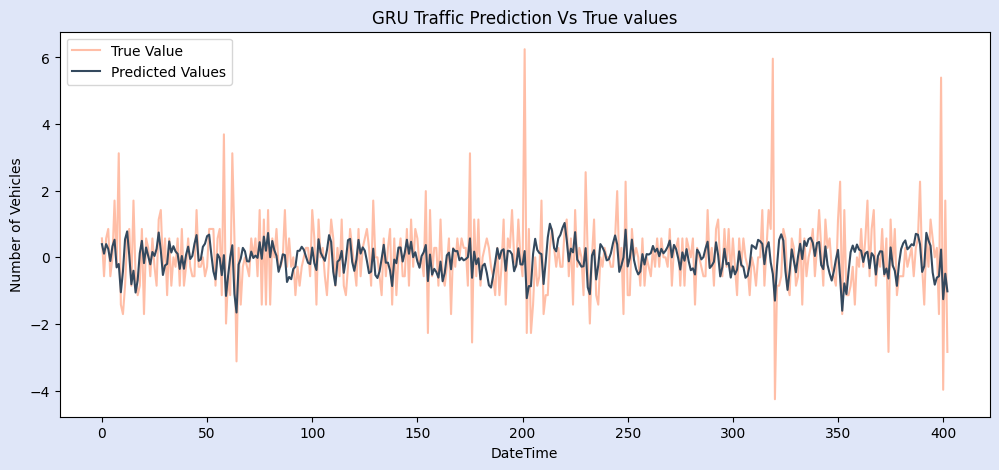 GRU Traffic Prediction Vs True values
True Value
Predicted Values
Number of Vehicles
6
4
2
0
−2
−4
0 50 100 150 200 250 300 350 400
DateTime